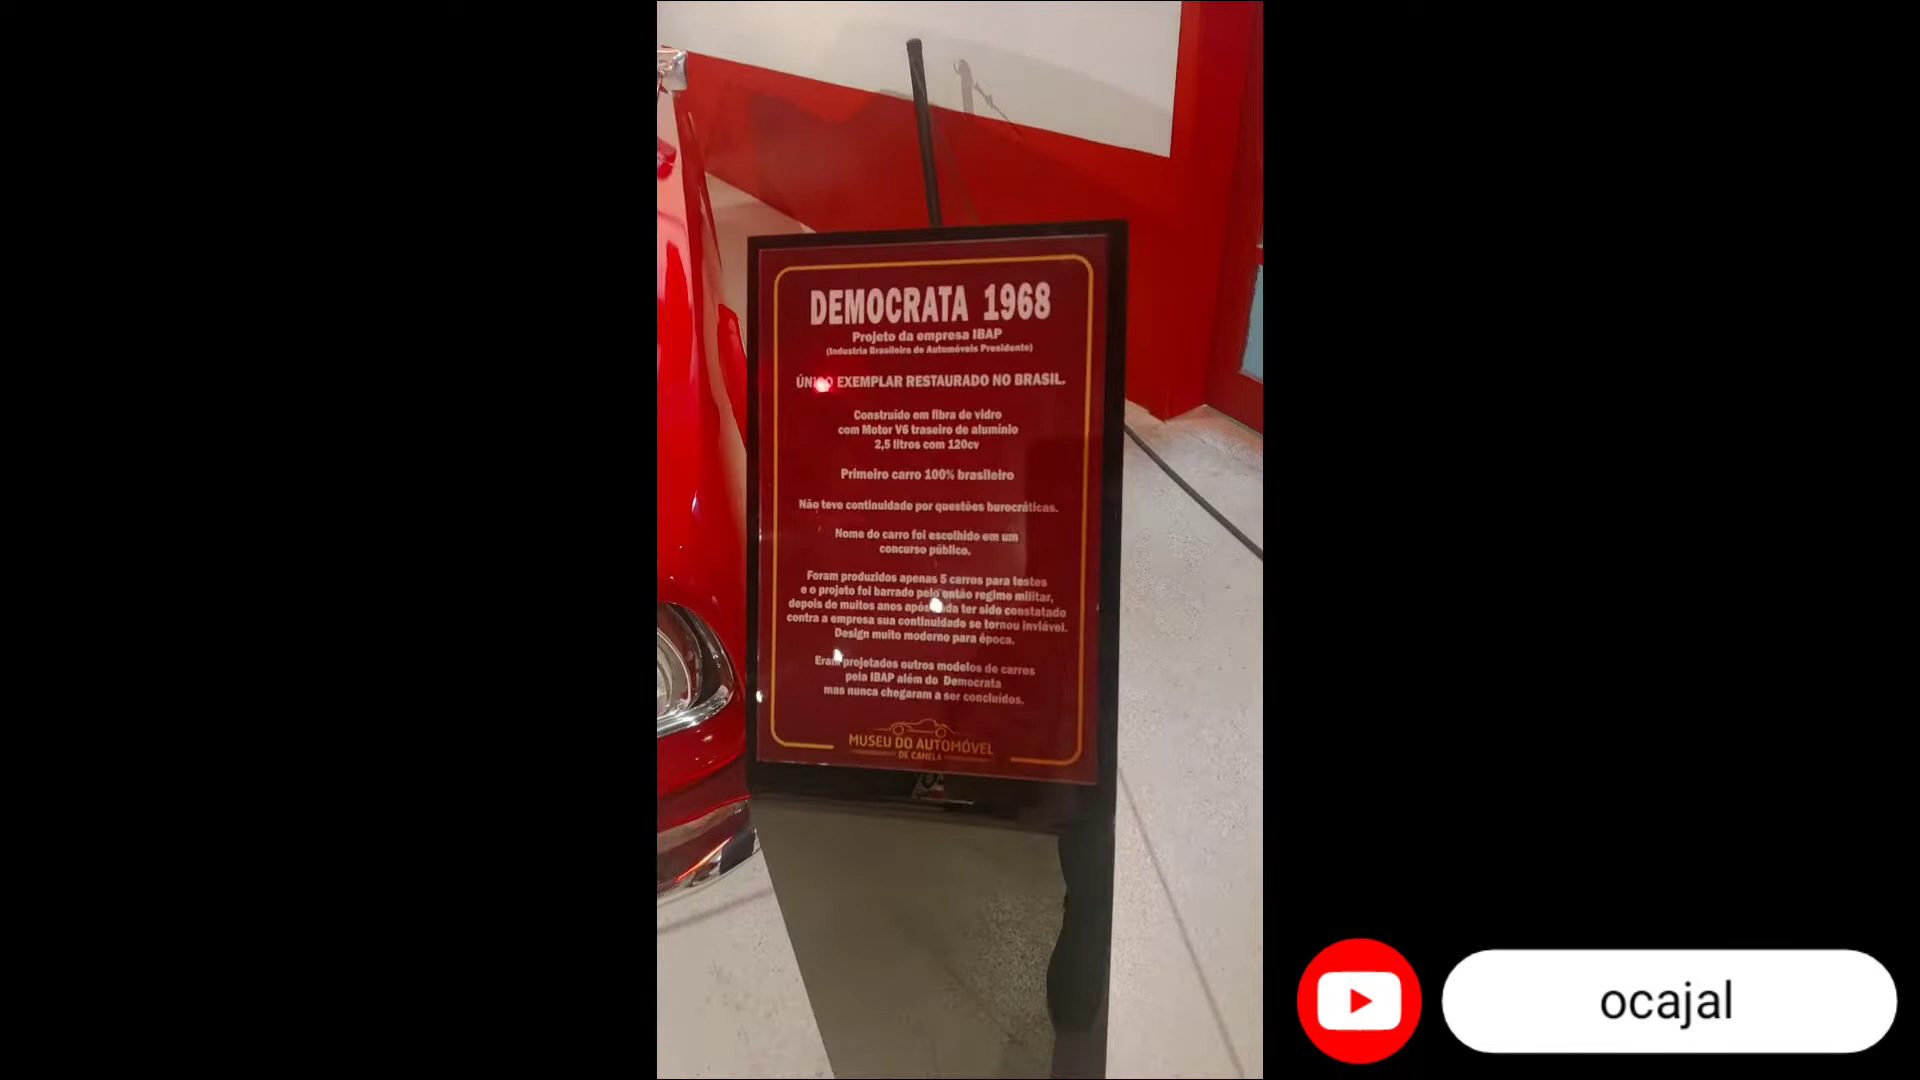 DEMOCRATA 1968
Projeto da empresa IBAP
(Industria Brasileira de Automóveis Presidente)
ÚNICO EXEMPLAR RESTAURADO NO BRASIL.
Construído em fibra de vidro
com Motor V6 traseiro de alumínio
2,5 litros com 120cv
Primeiro carro 100% brasileiro
Não teve continuidade por questões burocráticas.
Nome do carro foi escolhido em um
concurso público.
Foram produzidos apenas 5 carros para testes
e o projeto foi barrado pelo então regime militar,
depois de muitos anos após nada ter sido constatado
contra a empresa sua continuidade se tornou inviável.
Design muito moderno para época.
Eram projetados outros modelos de carros
pela IBAP além do Democrata
mas nunca chegaram a ser concluídos.
MUSEU DO AUTOMÓVEL
DE CANELA
ocajal